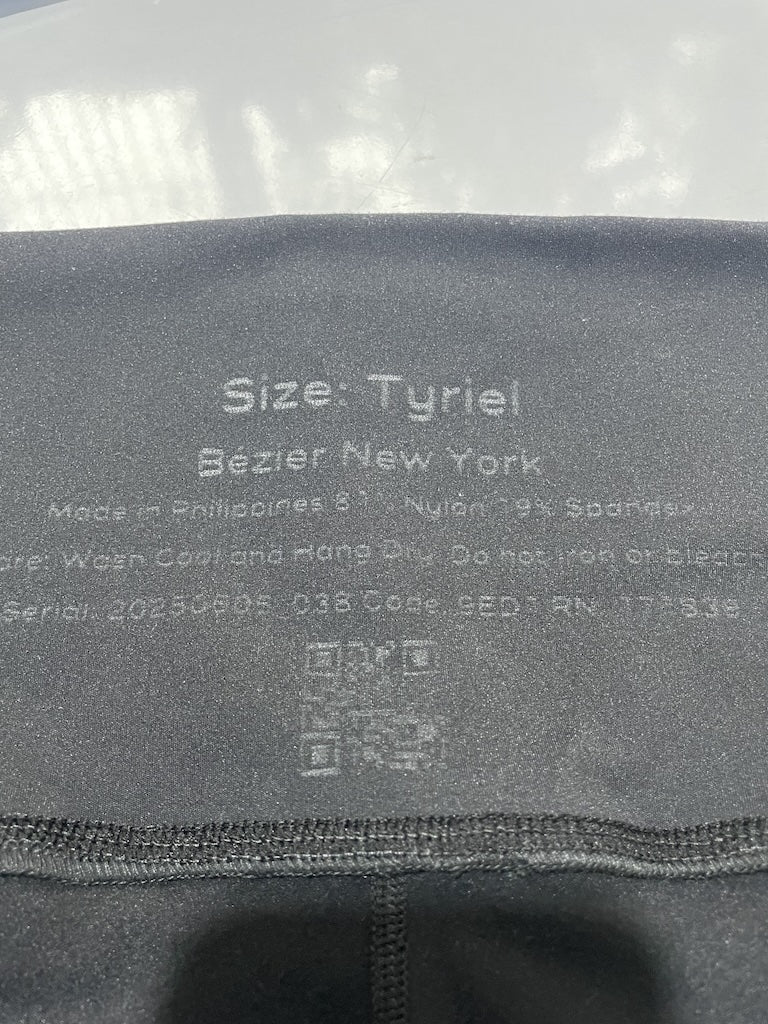 Size: Tyriel
Bézier New York
Made in Philippines Nylon Spandex
Wash Cool and Hang Dry Do not Iron or Bleach
Serial: Code RN